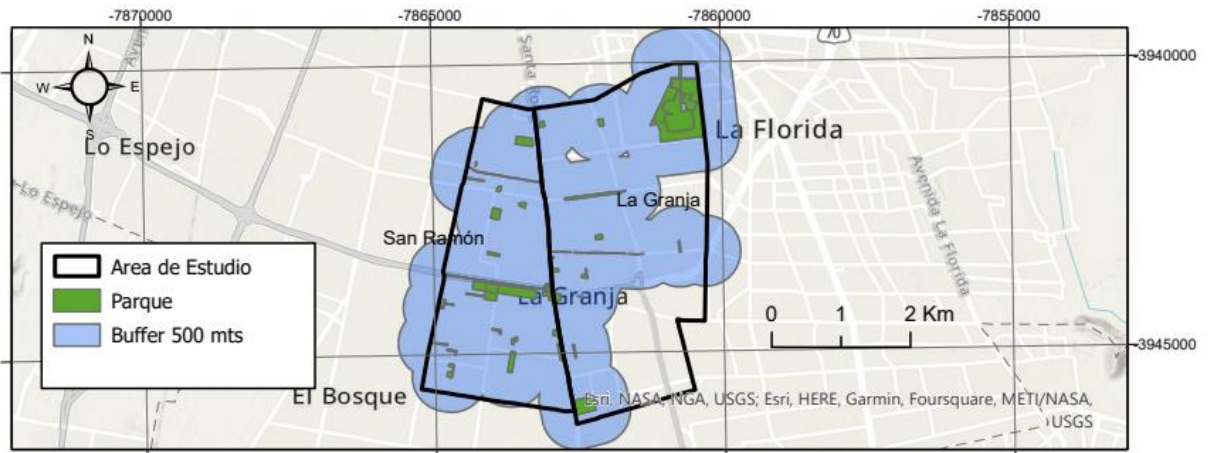 -7870000
-7865000
-7860000
-7855000
N
W
E
S
Santa Ro
70
-3940000
Lo Espejo
La Florida
Lo Espejo
La Granja
San Ramón
Avenida La Florida
Area de Estudio
Parque
Buffer 500 mts
La Granja
0 1 2 Km
-3945000
El Bosque
Esri, NASA, NGA, USGS; Esri, HERE, Garmin, Foursquare, METI/NASA,
USGS